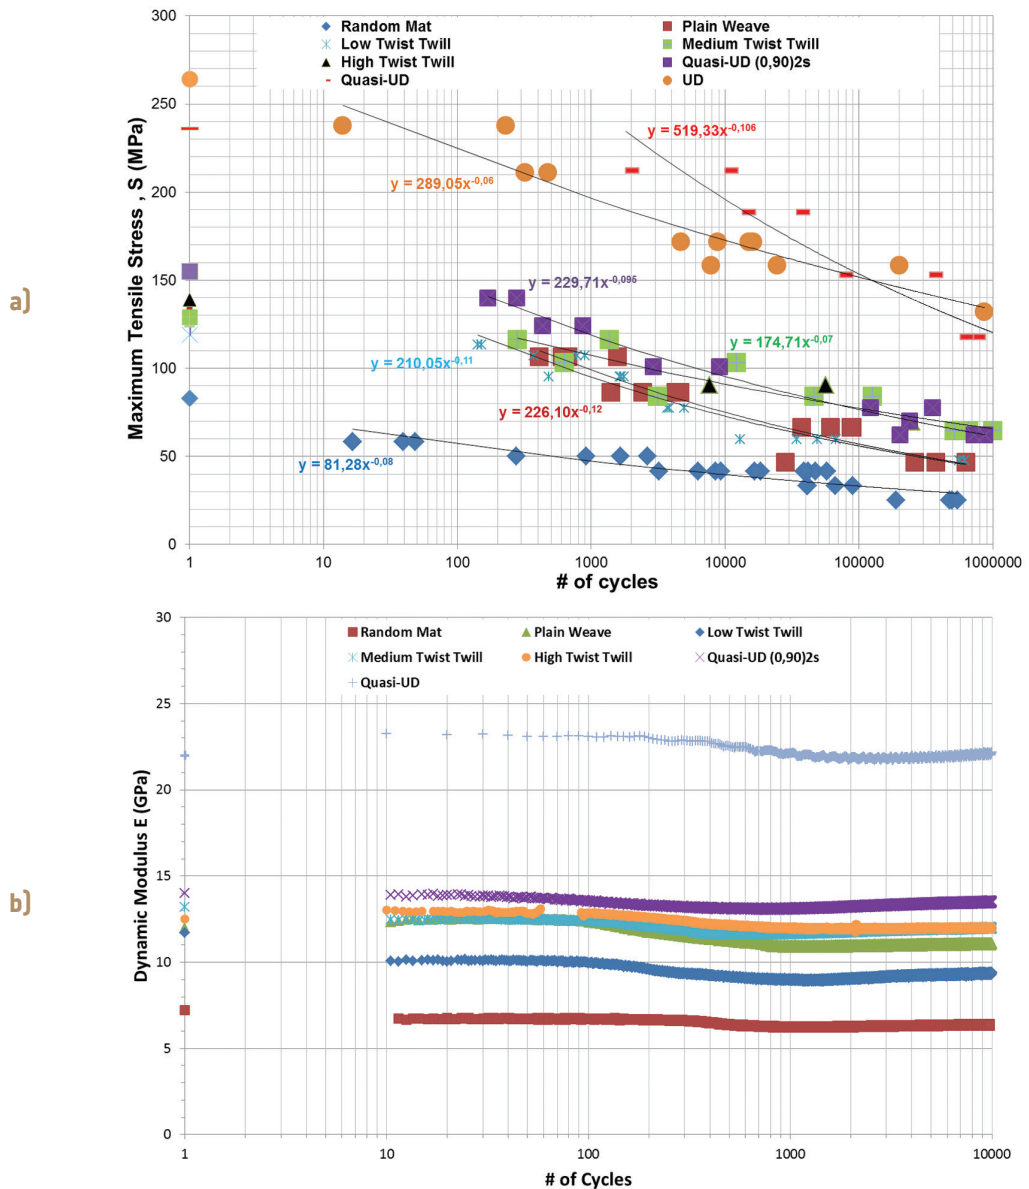 a)
Maximum Tensile Stress , S (MPa)
300
250
200
150
100
50
0
Random Mat
Plain Weave
Low Twist Twill
Medium Twist Twill
High Twist Twill
Quasi-UD (0,90)2s
Quasi-UD
UD
y = 519,33x-0,106
y = 289,05x-0,06
y = 229,71x-0,095
y = 174,71x-0,07
y = 210,05x-0,11
y = 226,10x-0,12
y = 81,28x-0,08
1 10 100 1000 10000 100000 1000000
# of cycles
b)
Dynamic Modulus E (GPa)
30
25
20
15
10
5
0
Random Mat
Plain Weave
Low Twist Twill
Medium Twist Twill
High Twist Twill
Quasi-UD (0,90)2s
Quasi-UD
1 10 100 1000 10000
# of Cycles